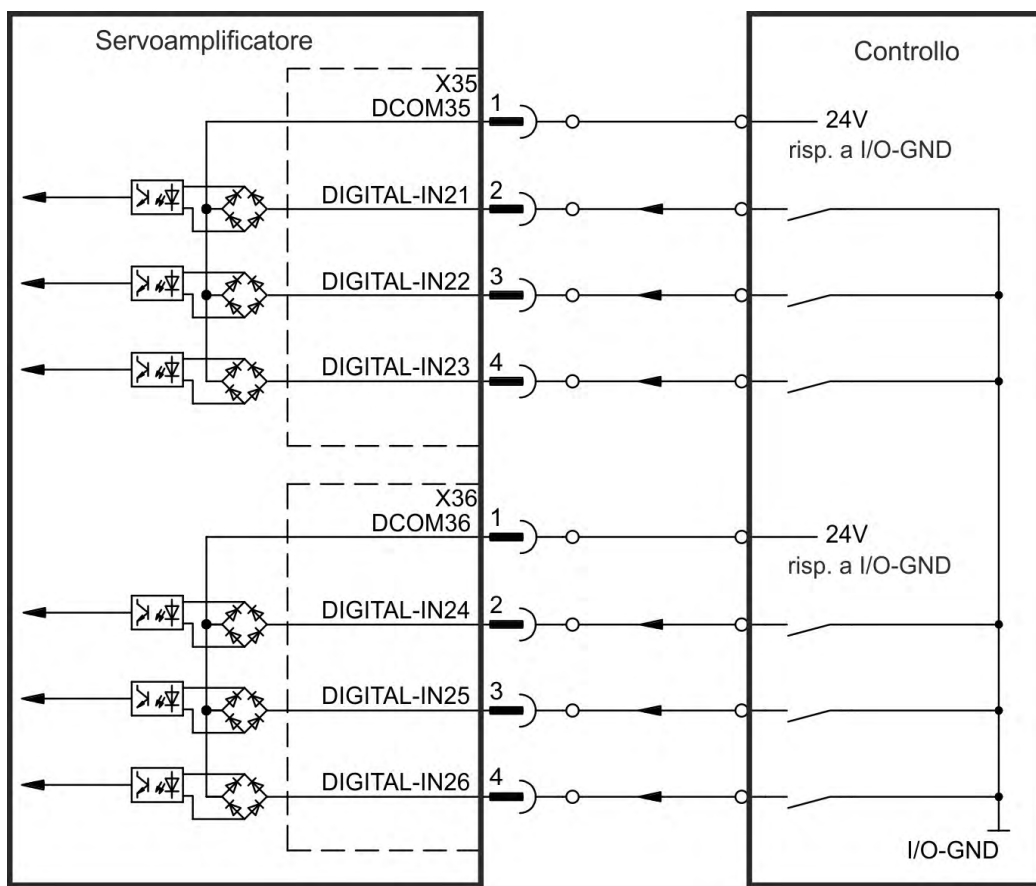 Servoamplificatore
Controllo
X35
DCOM35
1
24V
risp. a I/O-GND
DIGITAL-IN21
2
DIGITAL-IN22
3
DIGITAL-IN23
4
X36
DCOM36
1
24V
risp. a I/O-GND
DIGITAL-IN24
2
DIGITAL-IN25
3
DIGITAL-IN26
4
I/O-GND